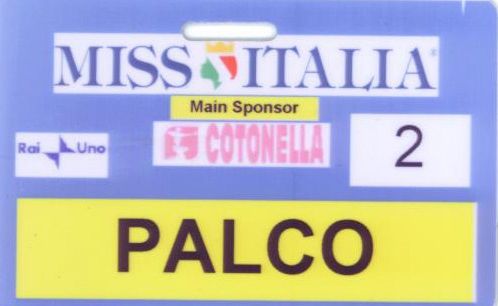 MISS ITALIA®
Main Sponsor
COTONELLA
Rai Uno
2
PALCO